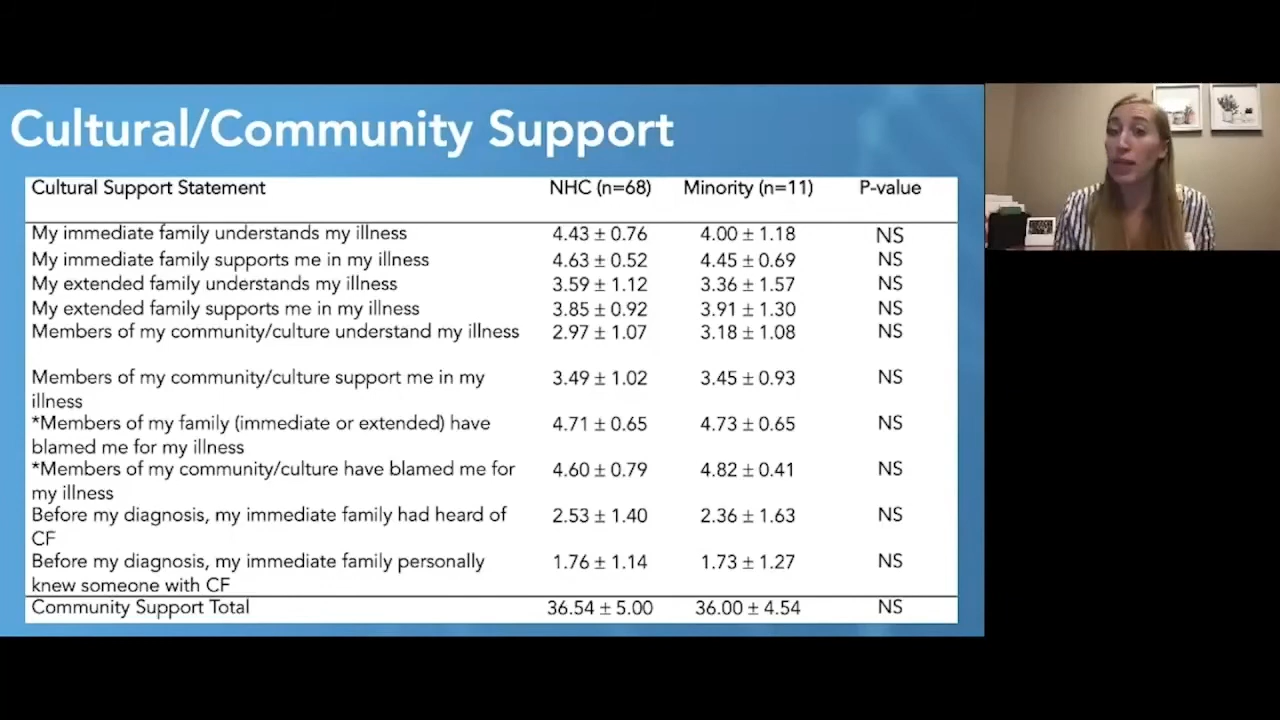 Cultural/Community Support
Cultural Support Statement NHC (n=68) Minority (n=11) P-value
My immediate family understands my illness 4.43 ± 0.76 4.00 ± 1.18 NS
My immediate family supports me in my illness 4.63 ± 0.52 4.45 ± 0.69 NS
My extended family understands my illness 3.59 ± 1.12 3.36 ± 1.57 NS
My extended family supports me in my illness 3.85 ± 0.92 3.91 ± 1.30 NS
Members of my community/culture understand my illness 2.97 ± 1.07 3.18 ± 1.08 NS
Members of my community/culture support me in my 3.49 ± 1.02 3.45 ± 0.93 NS
illness
*Members of my family (immediate or extended) have 4.71 ± 0.65 4.73 ± 0.65 NS
blamed me for my illness
*Members of my community/culture have blamed me for 4.60 ± 0.79 4.82 ± 0.41 NS
my illness
Before my diagnosis, my immediate family had heard of 2.53 ± 1.40 2.36 ± 1.63 NS
CF
Before my diagnosis, my immediate family personally 1.76 ± 1.14 1.73 ± 1.27 NS
knew someone with CF
Community Support Total 36.54 ± 5.00 36.00 ± 4.54 NS